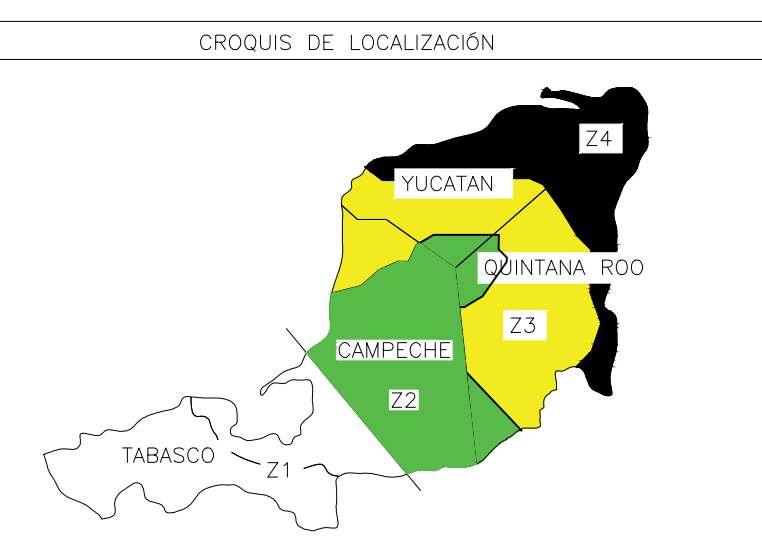 CROQUIS DE LOCALIZACIÓN
Z4
YUCATAN
QUINTANA ROO
Z3
CAMPECHE
Z2
TABASCO
Z1